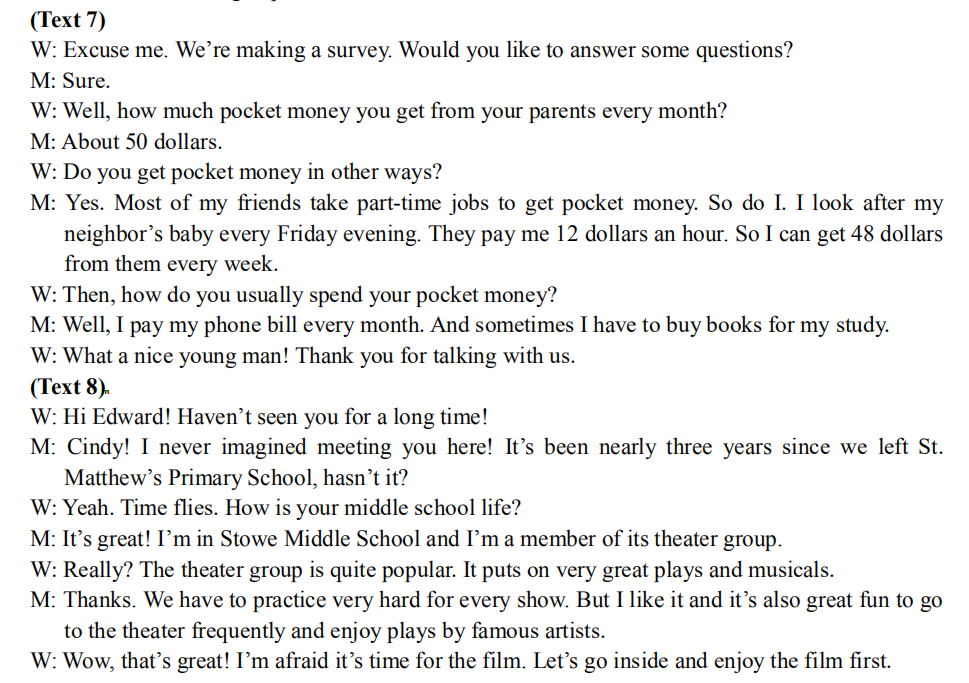 (Text 7)
W: Excuse me. We’re making a survey. Would you like to answer some questions?
M: Sure.
W: Well, how much pocket money you get from your parents every month?
M: About 50 dollars.
W: Do you get pocket money in other ways?
M: Yes. Most of my friends take part-time jobs to get pocket money. So do I. I look after my
neighbor’s baby every Friday evening. They pay me 12 dollars an hour. So I can get 48 dollars
from them every week.
W: Then, how do you usually spend your pocket money?
M: Well, I pay my phone bill every month. And sometimes I have to buy books for my study.
W: What a nice young man! Thank you for talking with us.
(Text 8)
W: Hi Edward! Haven’t seen you for a long time!
M: Cindy! I never imagined meeting you here! It’s been nearly three years since we left St.
Matthew’s Primary School, hasn’t it?
W: Yeah. Time flies. How is your middle school life?
M: It’s great! I’m in Stowe Middle School and I’m a member of its theater group.
W: Really? The theater group is quite popular. It puts on very great plays and musicals.
M: Thanks. We have to practice very hard for every show. But I like it and it’s also great fun to go
to the theater frequently and enjoy plays by famous artists.
W: Wow, that’s great! I’m afraid it’s time for the film. Let’s go inside and enjoy the film first.